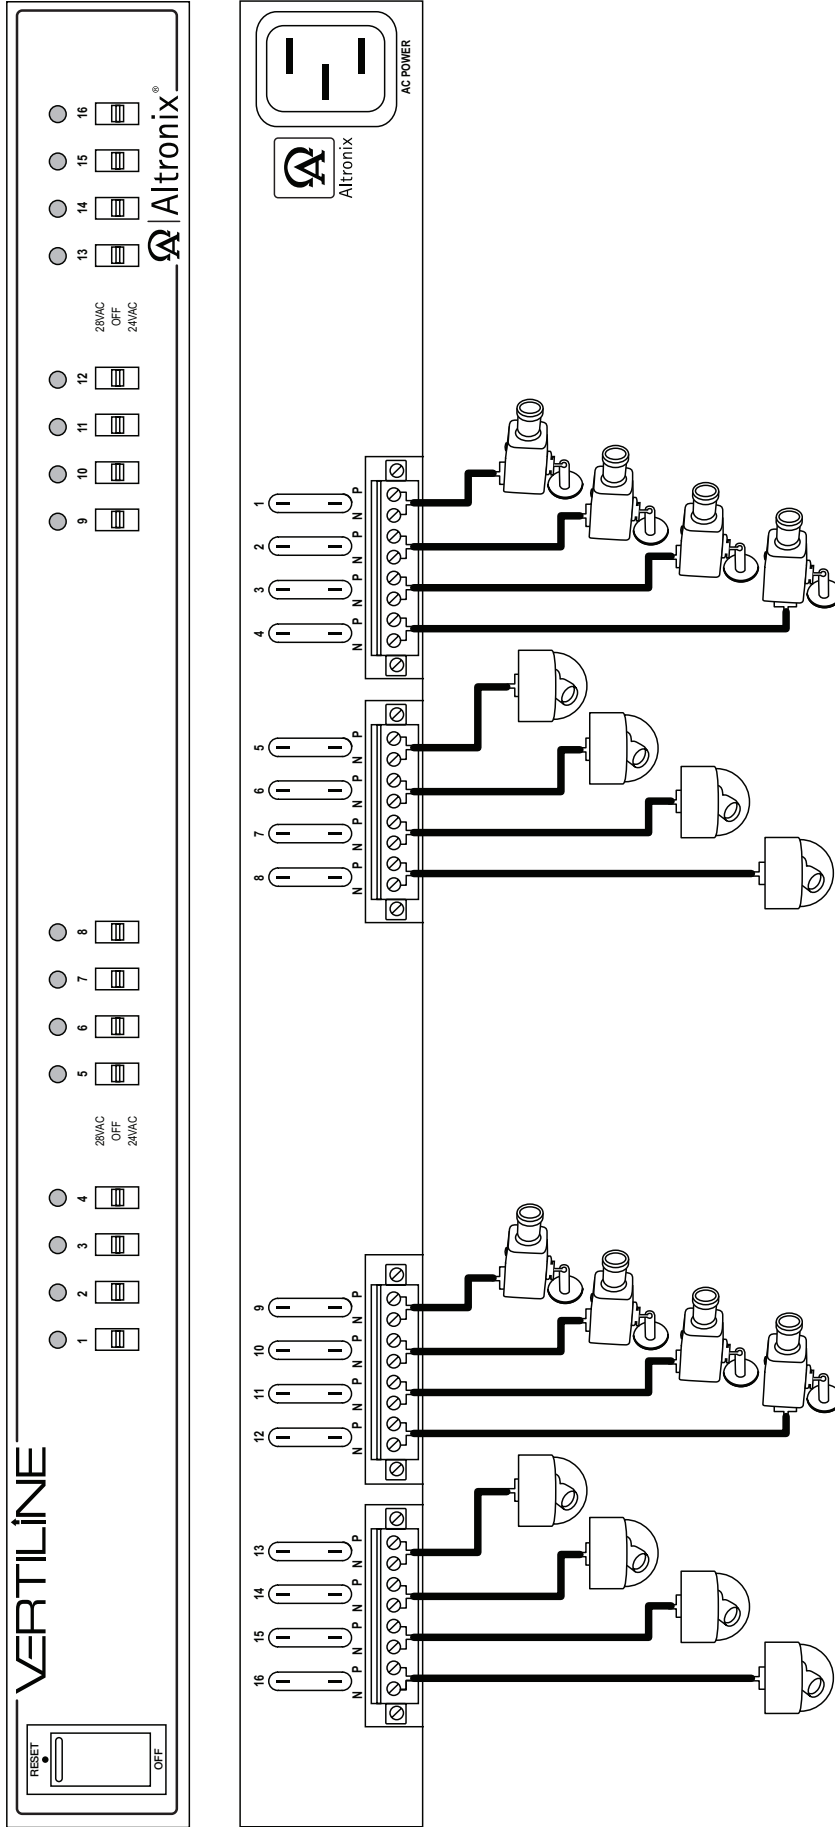 VERTILINE
RESET
OFF
1
2
3
4
28VAC
OFF
24VAC
5
6
7
8
9
10
11
12
28VAC
OFF
24VAC
13
14
15
16
Altronix®
16
15
14
13
N P
N P
N P
N P
12
11
10
9
N P
N P
N P
N P
8
7
6
5
N P
N P
N P
N P
4
3
2
1
N P
N P
N P
N P
Altronix
AC POWER